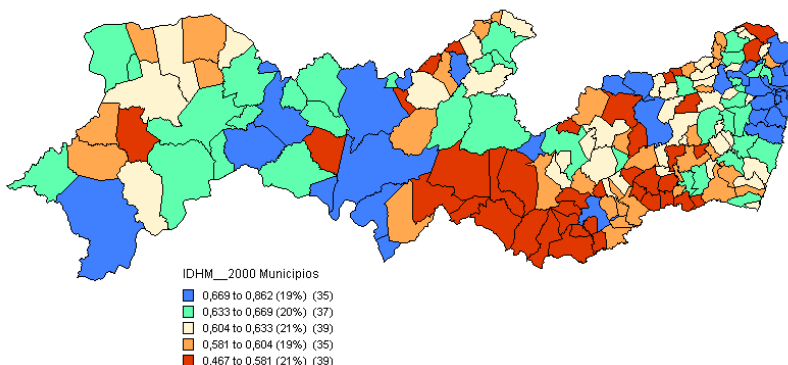 IDHM__2000 Municipios
0,669 to 0,862 (19%) (35)
0,633 to 0,669 (20%) (37)
0,604 to 0,633 (21%) (39)
0,581 to 0,604 (19%) (35)
0,467 to 0,581 (21%) (39)